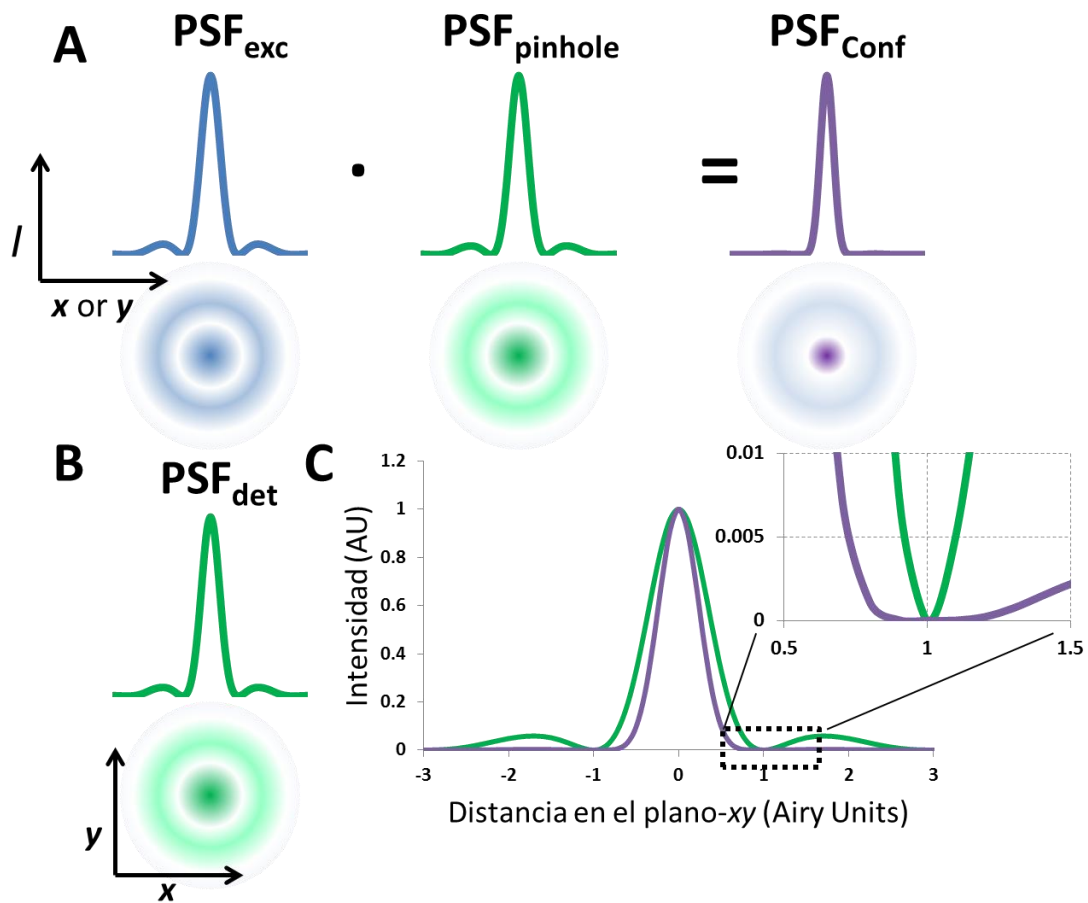 A
PSFexc
PSFpinhole
PSFConf
·
=
I
x or y
B
PSFdet
y
x
C
Intensidad (AU)
1.2
1
0.8
0.6
0.4
0.2
0
-3 -2 -1 0 1 2 3
Distancia en el plano-xy (Airy Units)
0.01
0.005
0
0.5 1 1.5